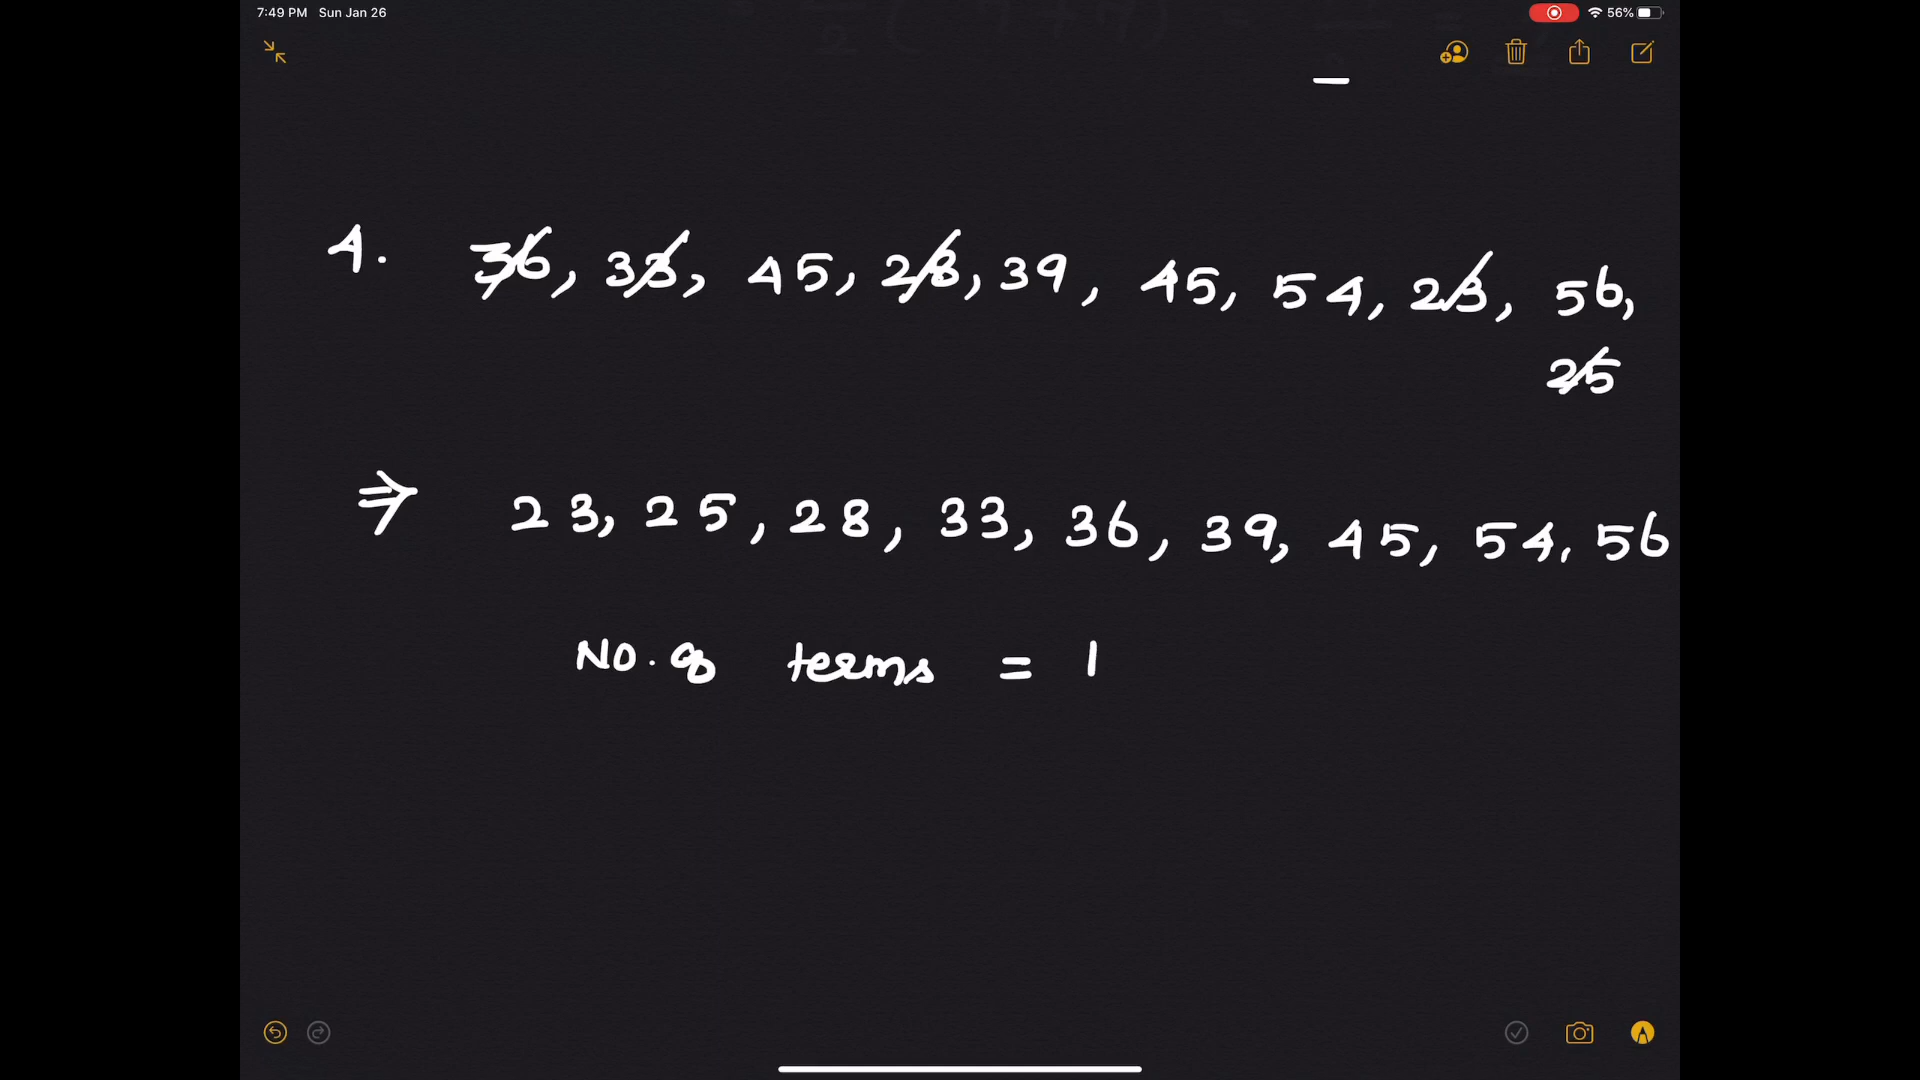 7:49 PM Sun Jan 26
56%
4. 36, 33, 45, 28, 39, 45, 54, 23, 56,
25
⇒ 23, 25, 28, 33, 36, 39, 45, 54, 56
No. of terms = 1